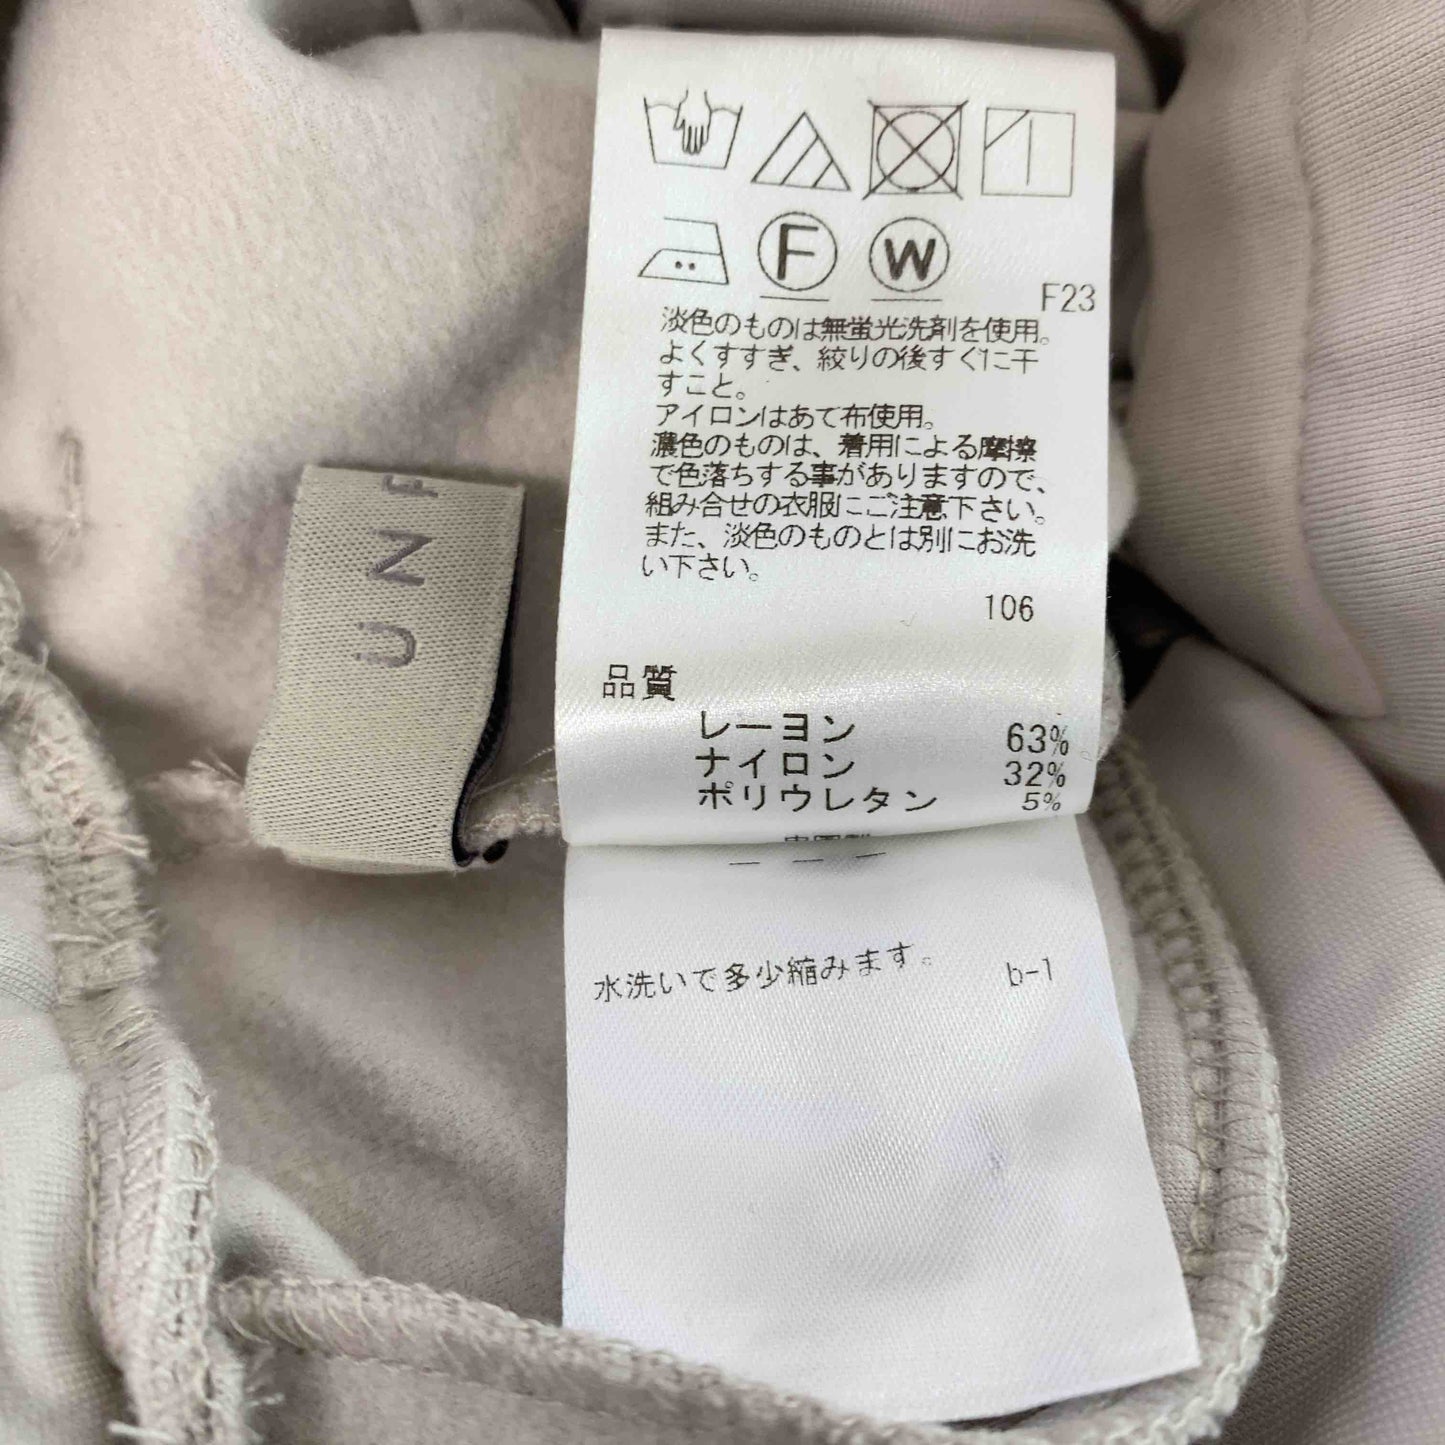 F
W
F23
淡色のものは無蛍光洗剤を使用。
よくすすぎ、絞りの後すぐに干
すこと。
アイロンはあて布使用。
濃色のものは、着用による摩擦
で色落ちする事がありますので、
組み合せの衣服にご注意下さい。
また、淡色のものとは別にお洗
い下さい。
106
品質
レーヨン 63%
ナイロン 32%
ポリウレタン 5%
水洗いで多少縮みます。 b-1
UNF